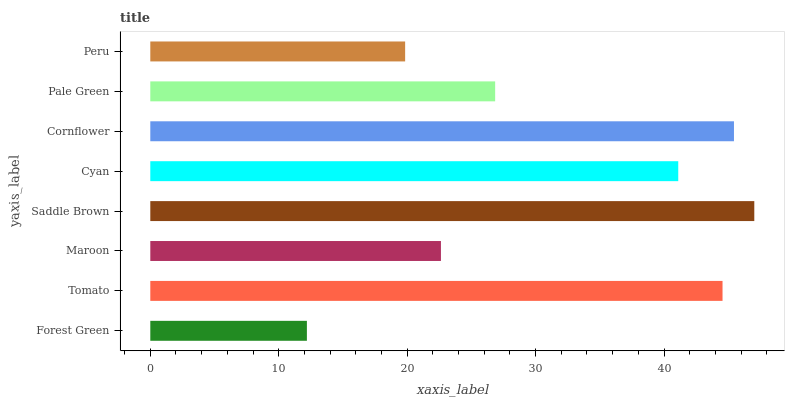 title
Peru
Pale Green
Cornflower
Cyan
Saddle Brown
Maroon
Tomato
Forest Green
yaxis_label
0 10 20 30 40
xaxis_label